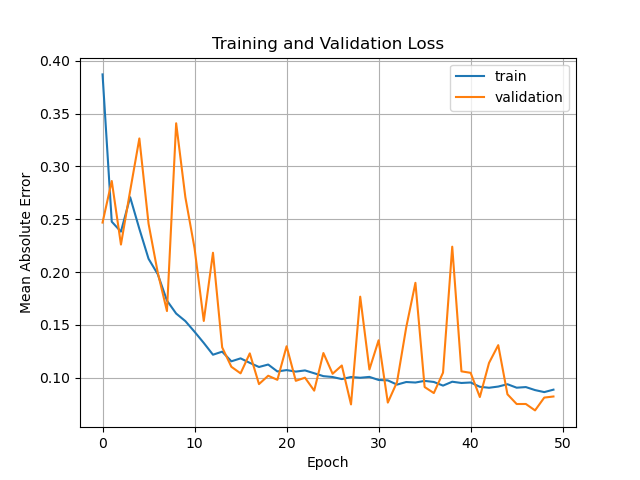 Training and Validation Loss
train
validation
Mean Absolute Error
0.40
0.35
0.30
0.25
0.20
0.15
0.10
0 10 20 30 40 50
Epoch